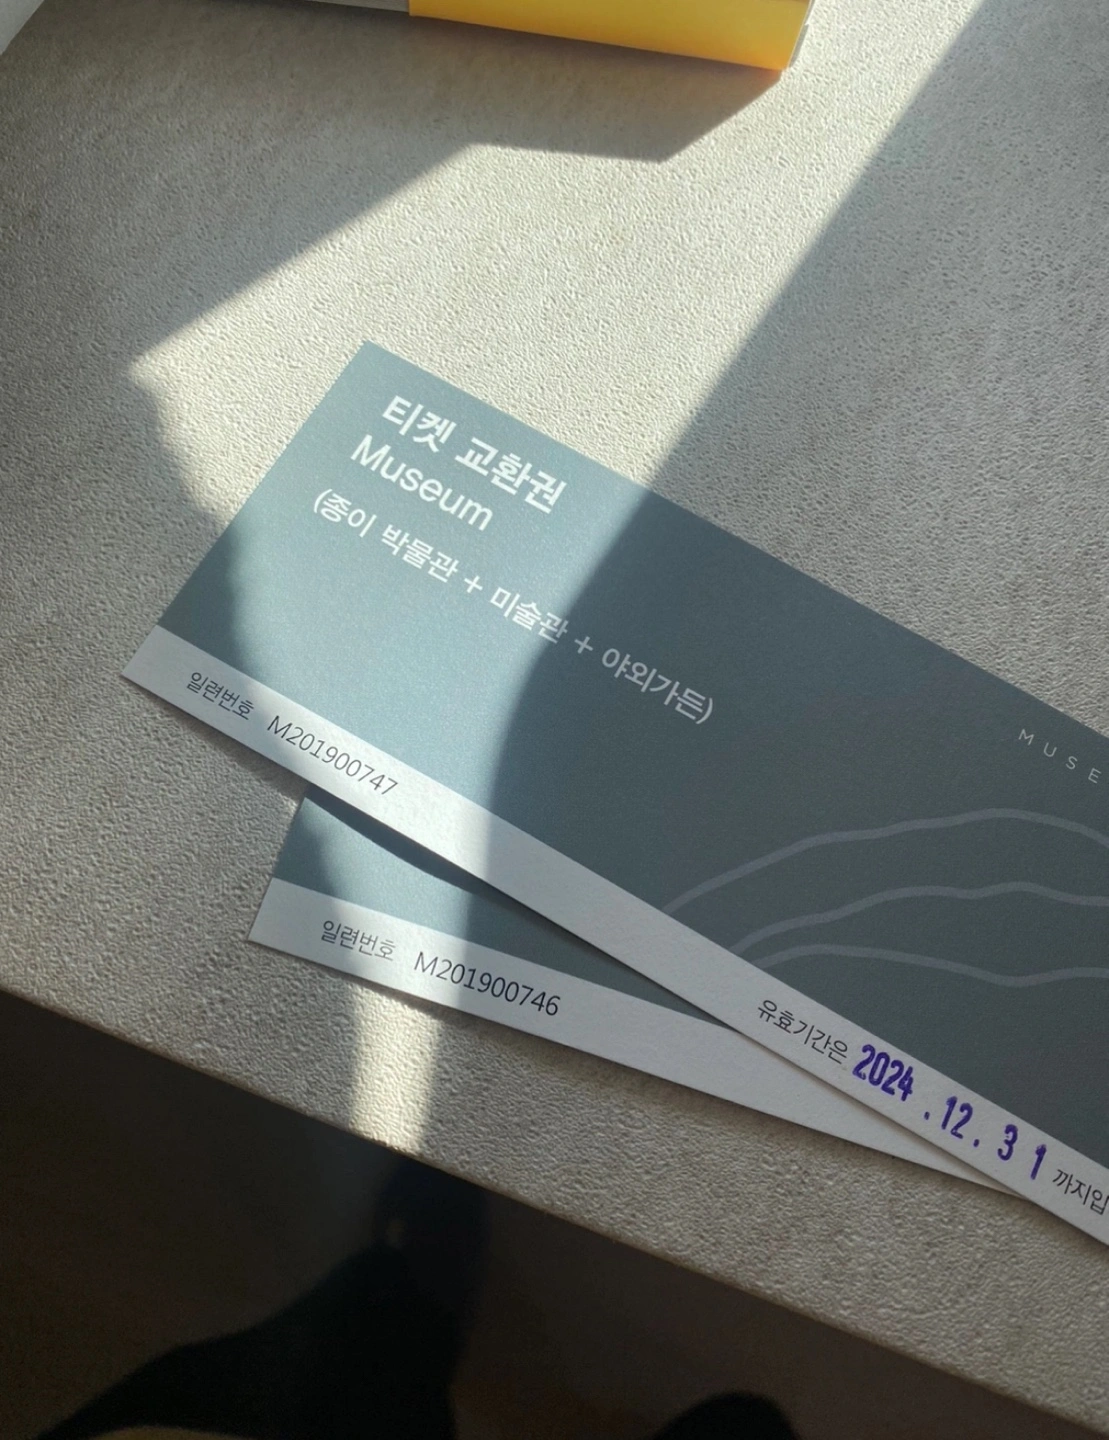 티켓 교환권
Museum
(종이 박물관 + 미술관 + 야외가든)
MUSE
일련번호 M201900747
유효기간은 2024.12.31 까지입
일련번호 M201900746